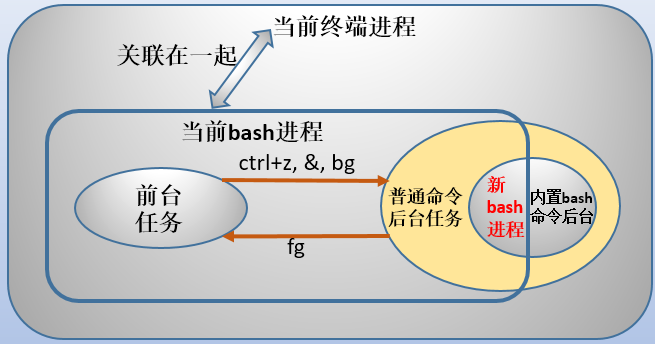 当前终端进程
关联在一起
当前bash进程
ctrl+z, &, bg
前台
任务
普通命令
后台任务
新
bash
进程
内置bash
命令后台
fg